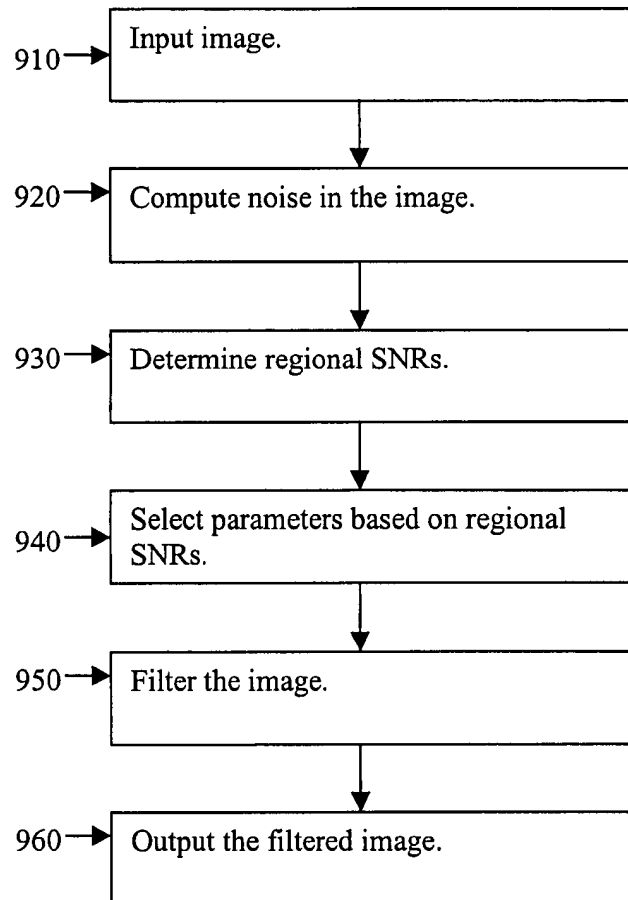 910
Input image.
920
Compute noise in the image.
930
Determine regional SNRs.
940
Select parameters based on regional
SNRs.
950
Filter the image.
960
Output the filtered image.